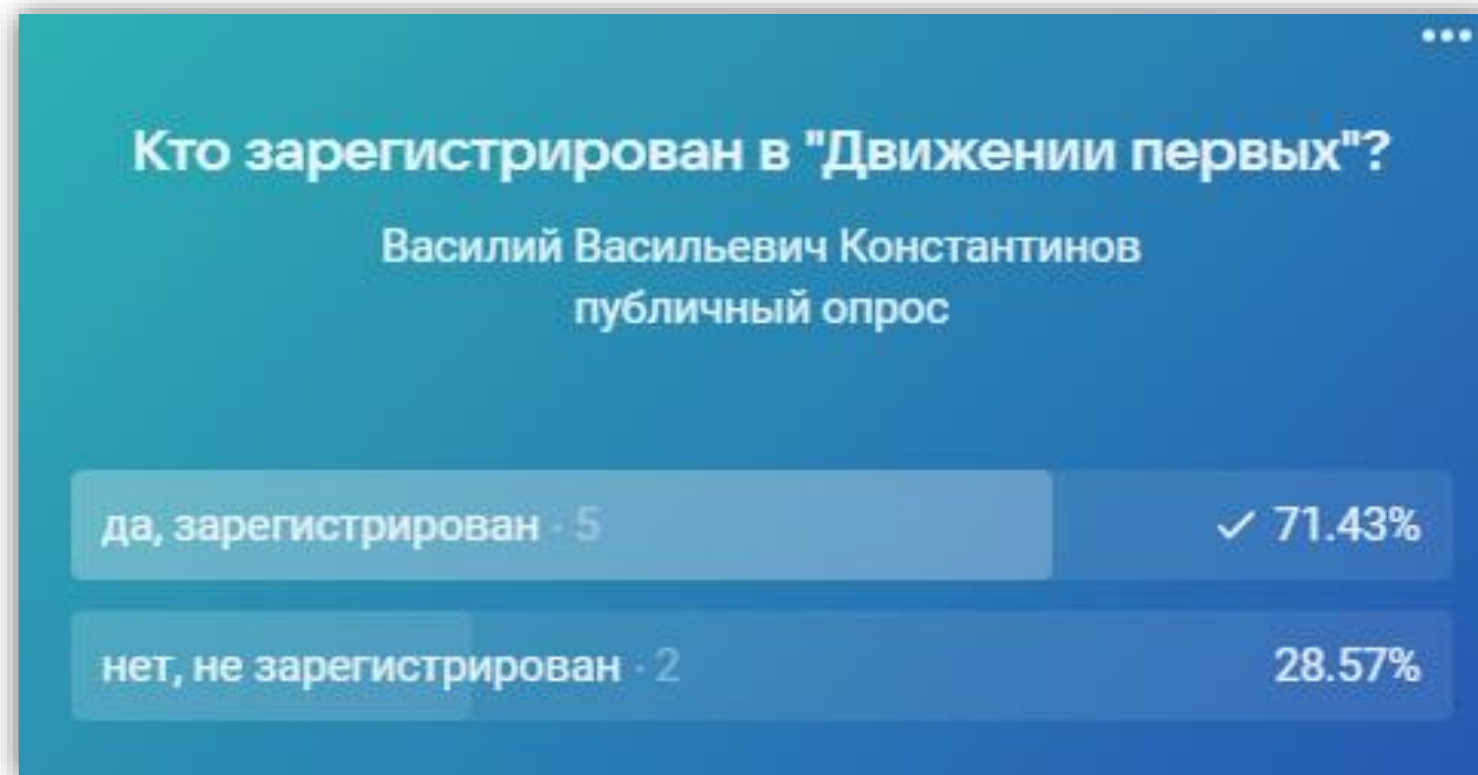 Кто зарегистрирован в "Движении первых"?
Василий Васильевич Константинов
публичный опрос
да, зарегистрирован · 5 71.43%
нет, не зарегистрирован · 2 28.57%